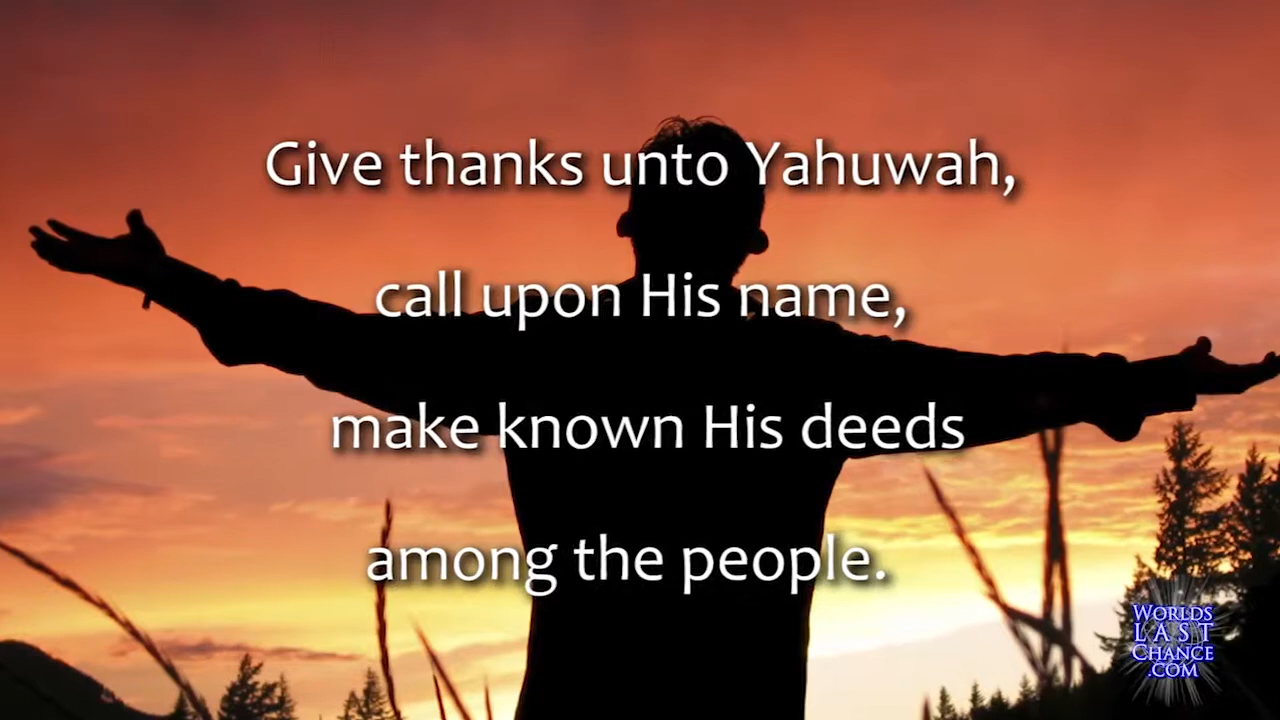 Give thanks unto Yahuwah,
call upon His name,
make known His deeds
among the people.
WORLDS
LAST
CHANCE
.COM